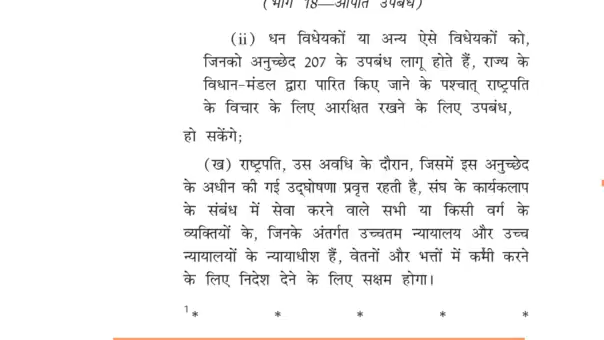 (भाग 18—आपात उपबंध)
(ii) धन विधेयकों या अन्य ऐसे विधेयकों को,
जिनको अनुच्छेद 207 के उपबंध लागू होते हैं, राज्य के
विधान-मंडल द्वारा पारित किए जाने के पश्चात् राष्ट्रपति
के विचार के लिए आरक्षित रखने के लिए उपबंध,
हो सकेंगे;
(ख) राष्ट्रपति, उस अवधि के दौरान, जिसमें इस अनुच्छेद
के अधीन की गई उद्घोषणा प्रवृत्त रहती है, संघ के कार्यकलाप
के संबंध में सेवा करने वाले सभी या किसी वर्ग के
व्यक्तियों के, जिनके अंतर्गत उच्चतम न्यायालय और उच्च
न्यायालयों के न्यायाधीश हैं, वेतनों और भत्तों में कमी करने
के लिए निदेश देने के लिए सक्षम होगा।
1* * * * *